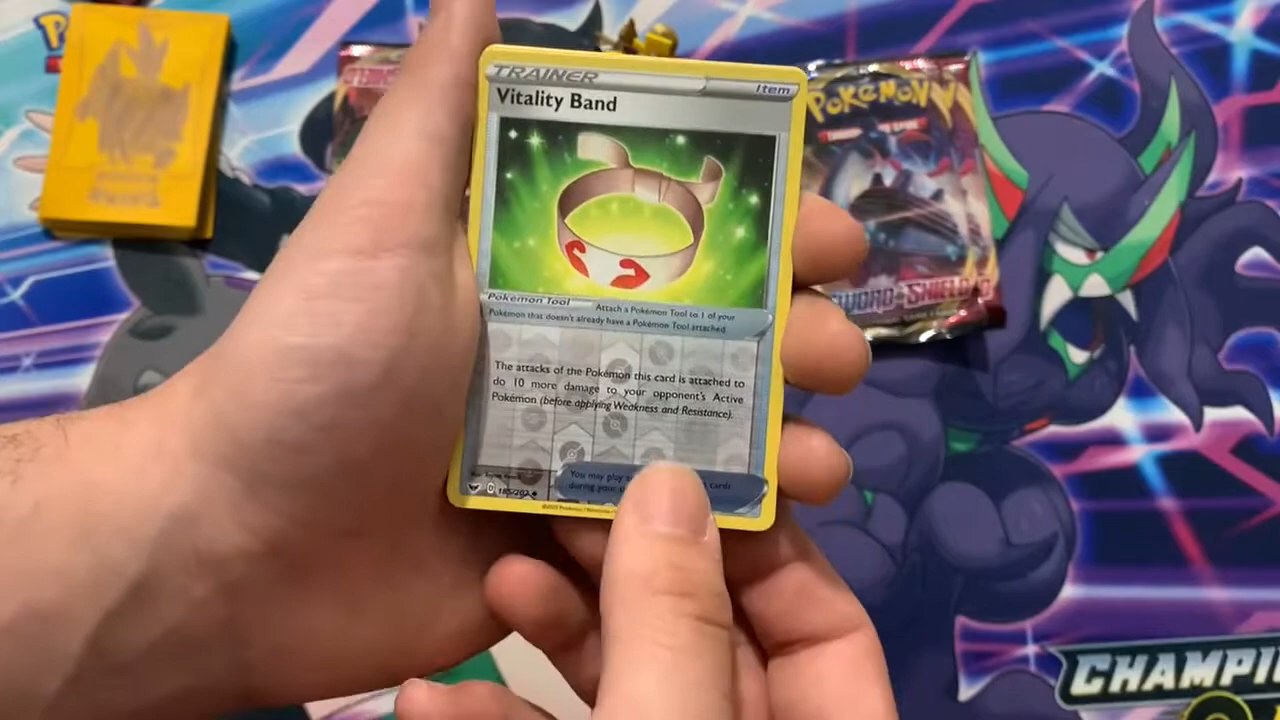 TRAINER
Item
Vitality Band
Pokémon Tool
Attach a Pokémon Tool to 1 of your
Pokémon that doesn't already have a Pokémon Tool attached.
The attacks of the Pokémon this card is attached to
do 10 more damage to your opponent's Active
Pokémon (before applying Weakness and Resistance).
You may play
cards
during your
185/202
POKÉMON
SWORD & SHIELD
CHAMPI